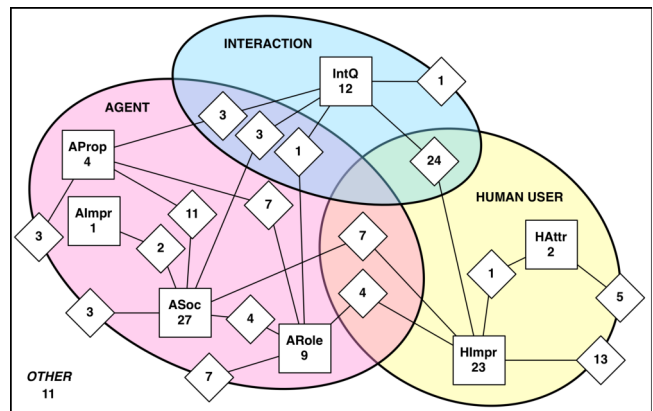 INTERACTION
IntQ
12
1
AGENT
3
3
1
AProp
4
24
HUMAN USER
AImpr
1
11
7
3
2
7
HAttr
2
1
4
5
3
ASoc
27
4
ARole
9
HImpr
23
13
7
OTHER
11